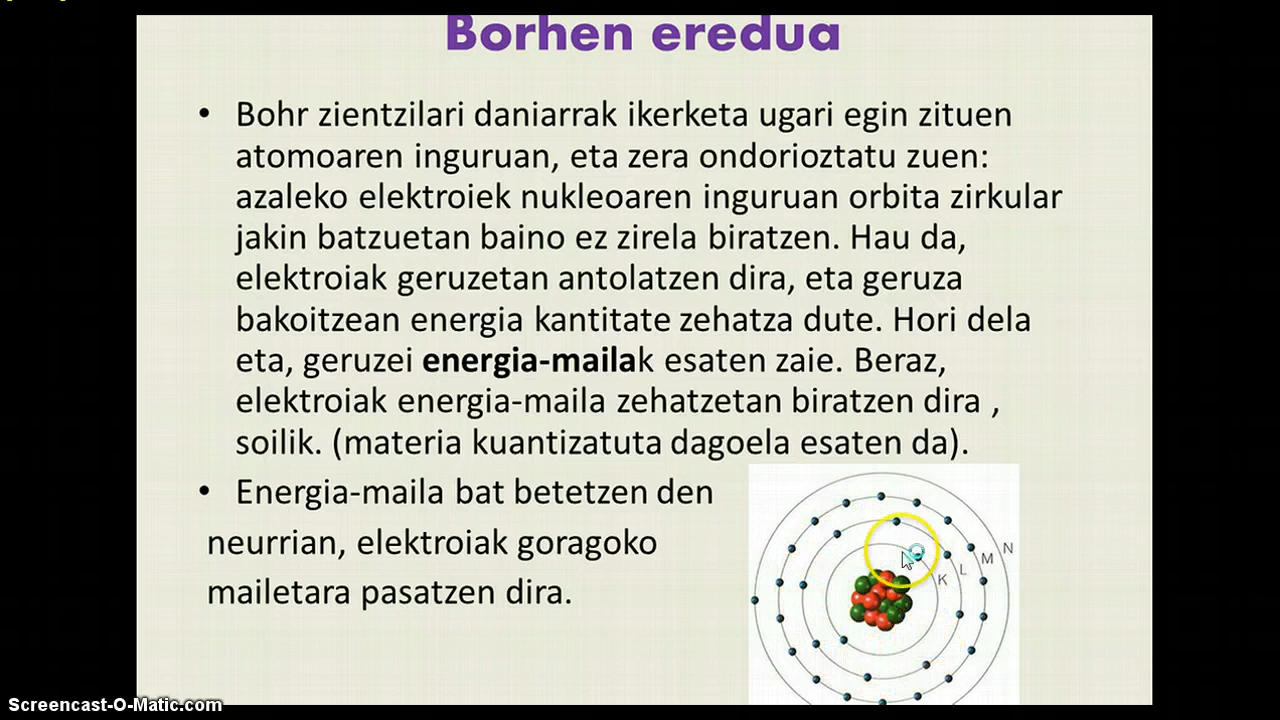 Borhen eredua
• Bohr zientzilari daniarrak ikerketa ugari egin zituen
atomoaren inguruan, eta zera ondorioztatu zuen:
azaleko elektroiek nukleoaren inguruan orbita zirkular
jakin batzuetan baino ez zirela biratzen. Hau da,
elektroiak geruzetan antolatzen dira, eta geruza
bakoitzean energia kantitate zehatza dute. Hori dela
eta, geruzei energia-mailak esaten zaie. Beraz,
elektroiak energia-maila zehatzetan biratzen dira ,
soilik. (materia kuantizatuta dagoela esaten da).
• Energia-maila bat betetzen den
neurrian, elektroiak goragoko
mailetara pasatzen dira.
K L M N
Screencast-O-Matic.com